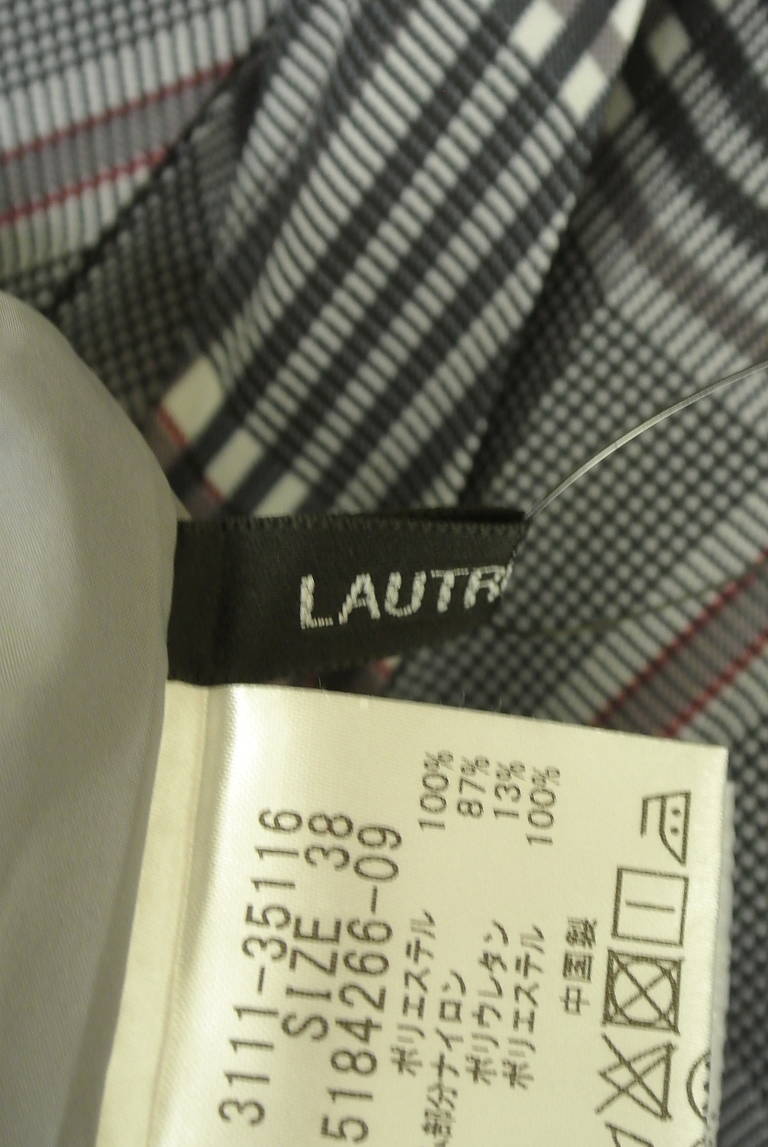 LAUTR
3111-35116
SIZE 38
5184266-09
ポリエステル 100%
部分ナイロン 87%
ポリウレタン 13%
ポリエステル 100%
中国製